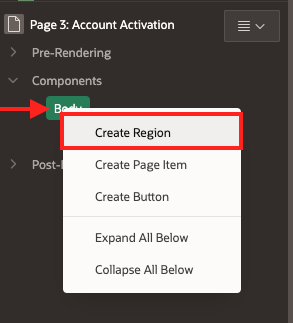 Page 3: Account Activation
Pre-Rendering
Components
Body
Create Region
Create Page Item
Create Button
Post-
Expand All Below
Collapse All Below